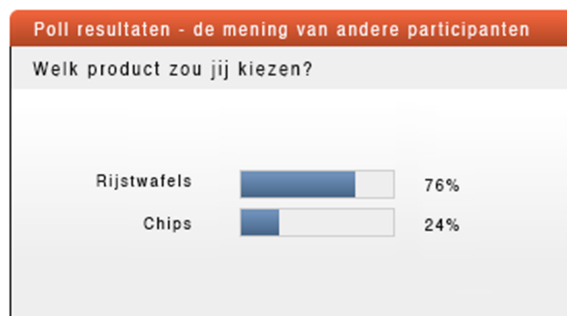 Poll resultaten - de mening van andere participanten
Welk product zou jij kiezen?
Rijstwafels 76%
Chips 24%